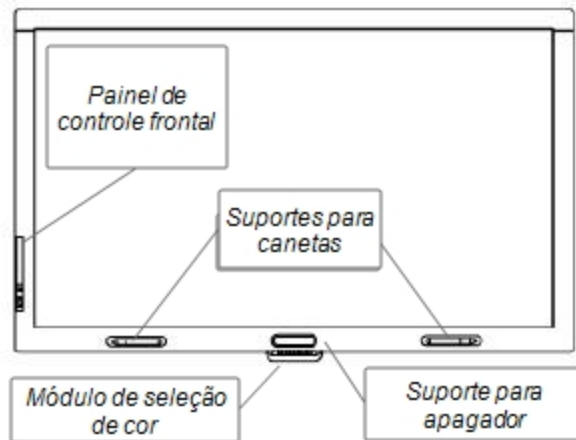 Painel de
controle frontal
Suportes para
canetas
Módulo de seleção
de cor
Suporte para
apagador